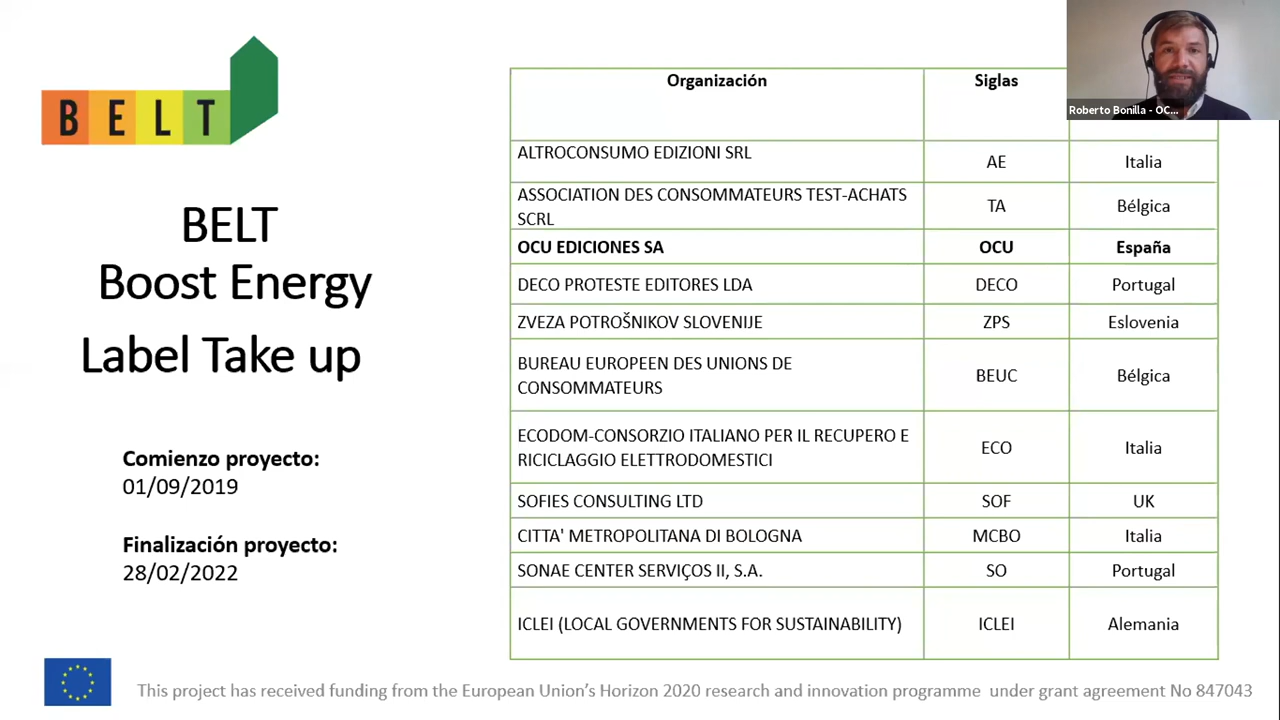 BELT
BELT
Boost Energy
Label Take up
Comienzo proyecto:
01/09/2019
Finalización proyecto:
28/02/2022
Organización Siglas
ALTROCONSUMO EDIZIONI SRL AE Italia
ASSOCIATION DES CONSOMMATEURS TEST-ACHATS
SCRL TA Bélgica
OCU EDICIONES SA OCU España
DECO PROTESTE EDITORES LDA DECO Portugal
ZVEZA POTROŠNIKOV SLOVENIJE ZPS Eslovenia
BUREAU EUROPEEN DES UNIONS DE
CONSOMMATEURS BEUC Bélgica
ECODOM-CONSORZIO ITALIANO PER IL RECUPERO E
RICICLAGGIO ELETTRODOMESTICI ECO Italia
SOFIES CONSULTING LTD SOF UK
CITTA' METROPOLITANA DI BOLOGNA MCBO Italia
SONAE CENTER SERVIÇOS II, S.A. SO Portugal
ICLEI (LOCAL GOVERNMENTS FOR SUSTAINABILITY) ICLEI Alemania
Roberto Bonilla - OC...
This project has received funding from the European Union's Horizon 2020 research and innovation programme under grant agreement No 847043